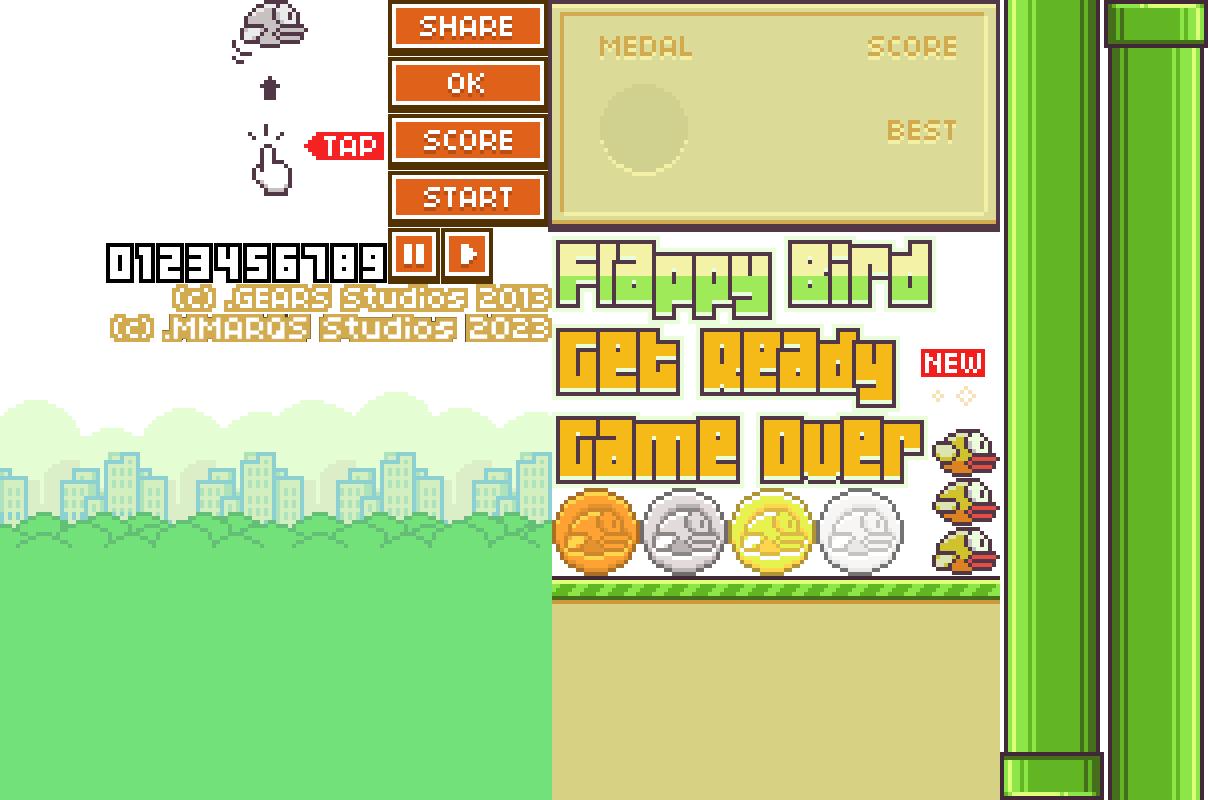 SHARE
OK
SCORE
START
TAP
MEDAL SCORE
BEST
0123456789
(c) .GEARS Studios 2013
(c) .MMARGS Studios 2023
Flappy Bird
Get Ready
NEW
Game Over